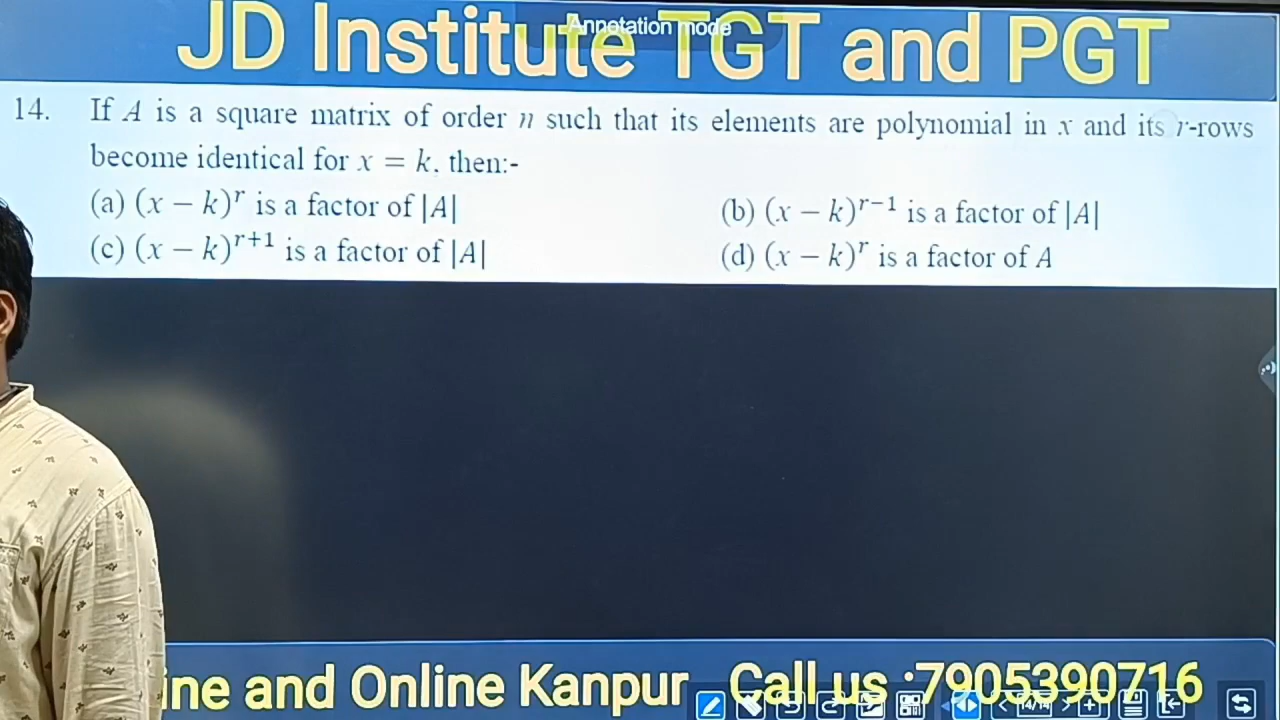 JD Institute TGT and PGT
Annotation mode
14. If A is a square matrix of order n such that its elements are polynomial in x and its r-rows
become identical for x = k. then:-
(a) (x − k)^r is a factor of |A|
(b) (x − k)^{r−1} is a factor of |A|
(c) (x − k)^{r+1} is a factor of |A|
(d) (x − k)^r is a factor of A
ine and Online Kanpur Call us :7905390716
14/14